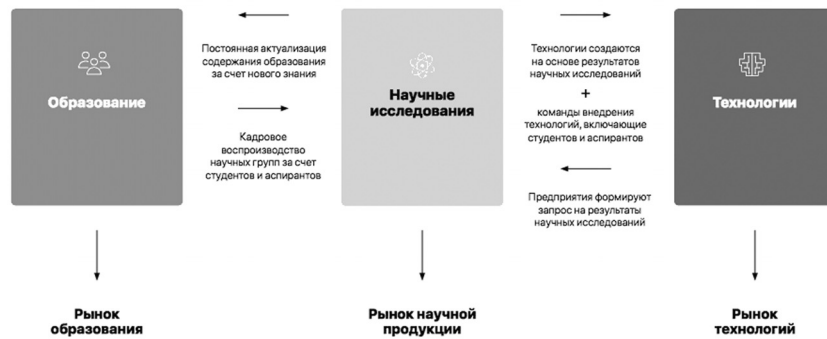 Образование
Постоянная актуализация
содержания образования
за счет нового знания
Кадровое
воспроизводство
научных групп за счет
студентов и аспирантов
Научные
исследования
Технологии создаются
на основе результатов
научных исследований
+
команды внедрения
технологий, включающие
студентов и аспирантов
Предприятия формируют
запрос на результаты
научных исследований
Технологии
Рынок
образования
Рынок научной
продукции
Рынок
технологий